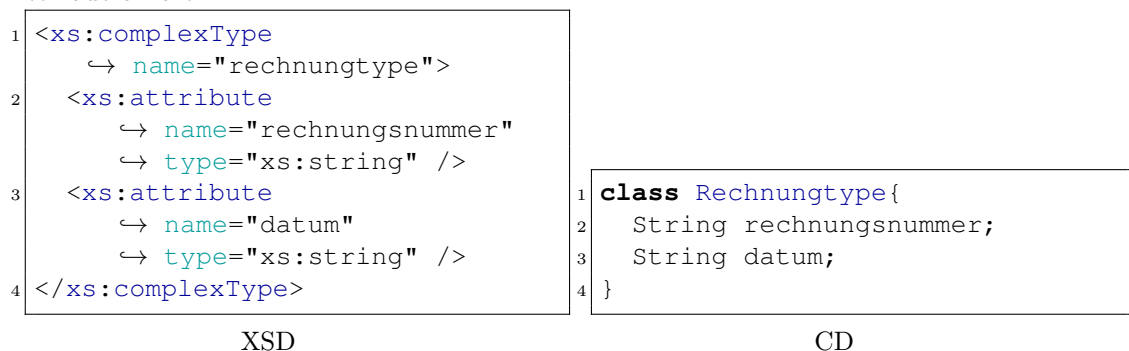 1 <xs:complexType
↪ name="rechnungtype">
2 <xs:attribute
↪ name="rechnungsnummer"
↪ type="xs:string" />
3 <xs:attribute
↪ name="datum"
↪ type="xs:string" />
4 </xs:complexType>
XSD
1 class Rechnungtype{
2 String rechnungsnummer;
3 String datum;
4 }
CD